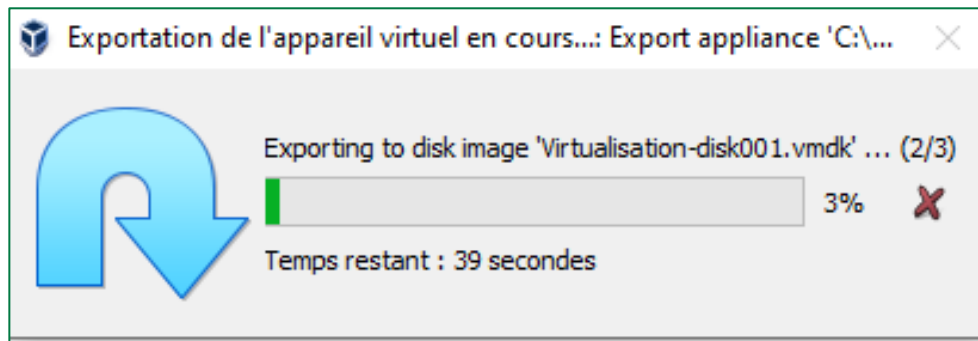 Exportation de l'appareil virtuel en cours...: Export appliance 'C:\...
Exporting to disk image 'Virtualisation-disk001.vmdk' ... (2/3)
3%
Temps restant : 39 secondes